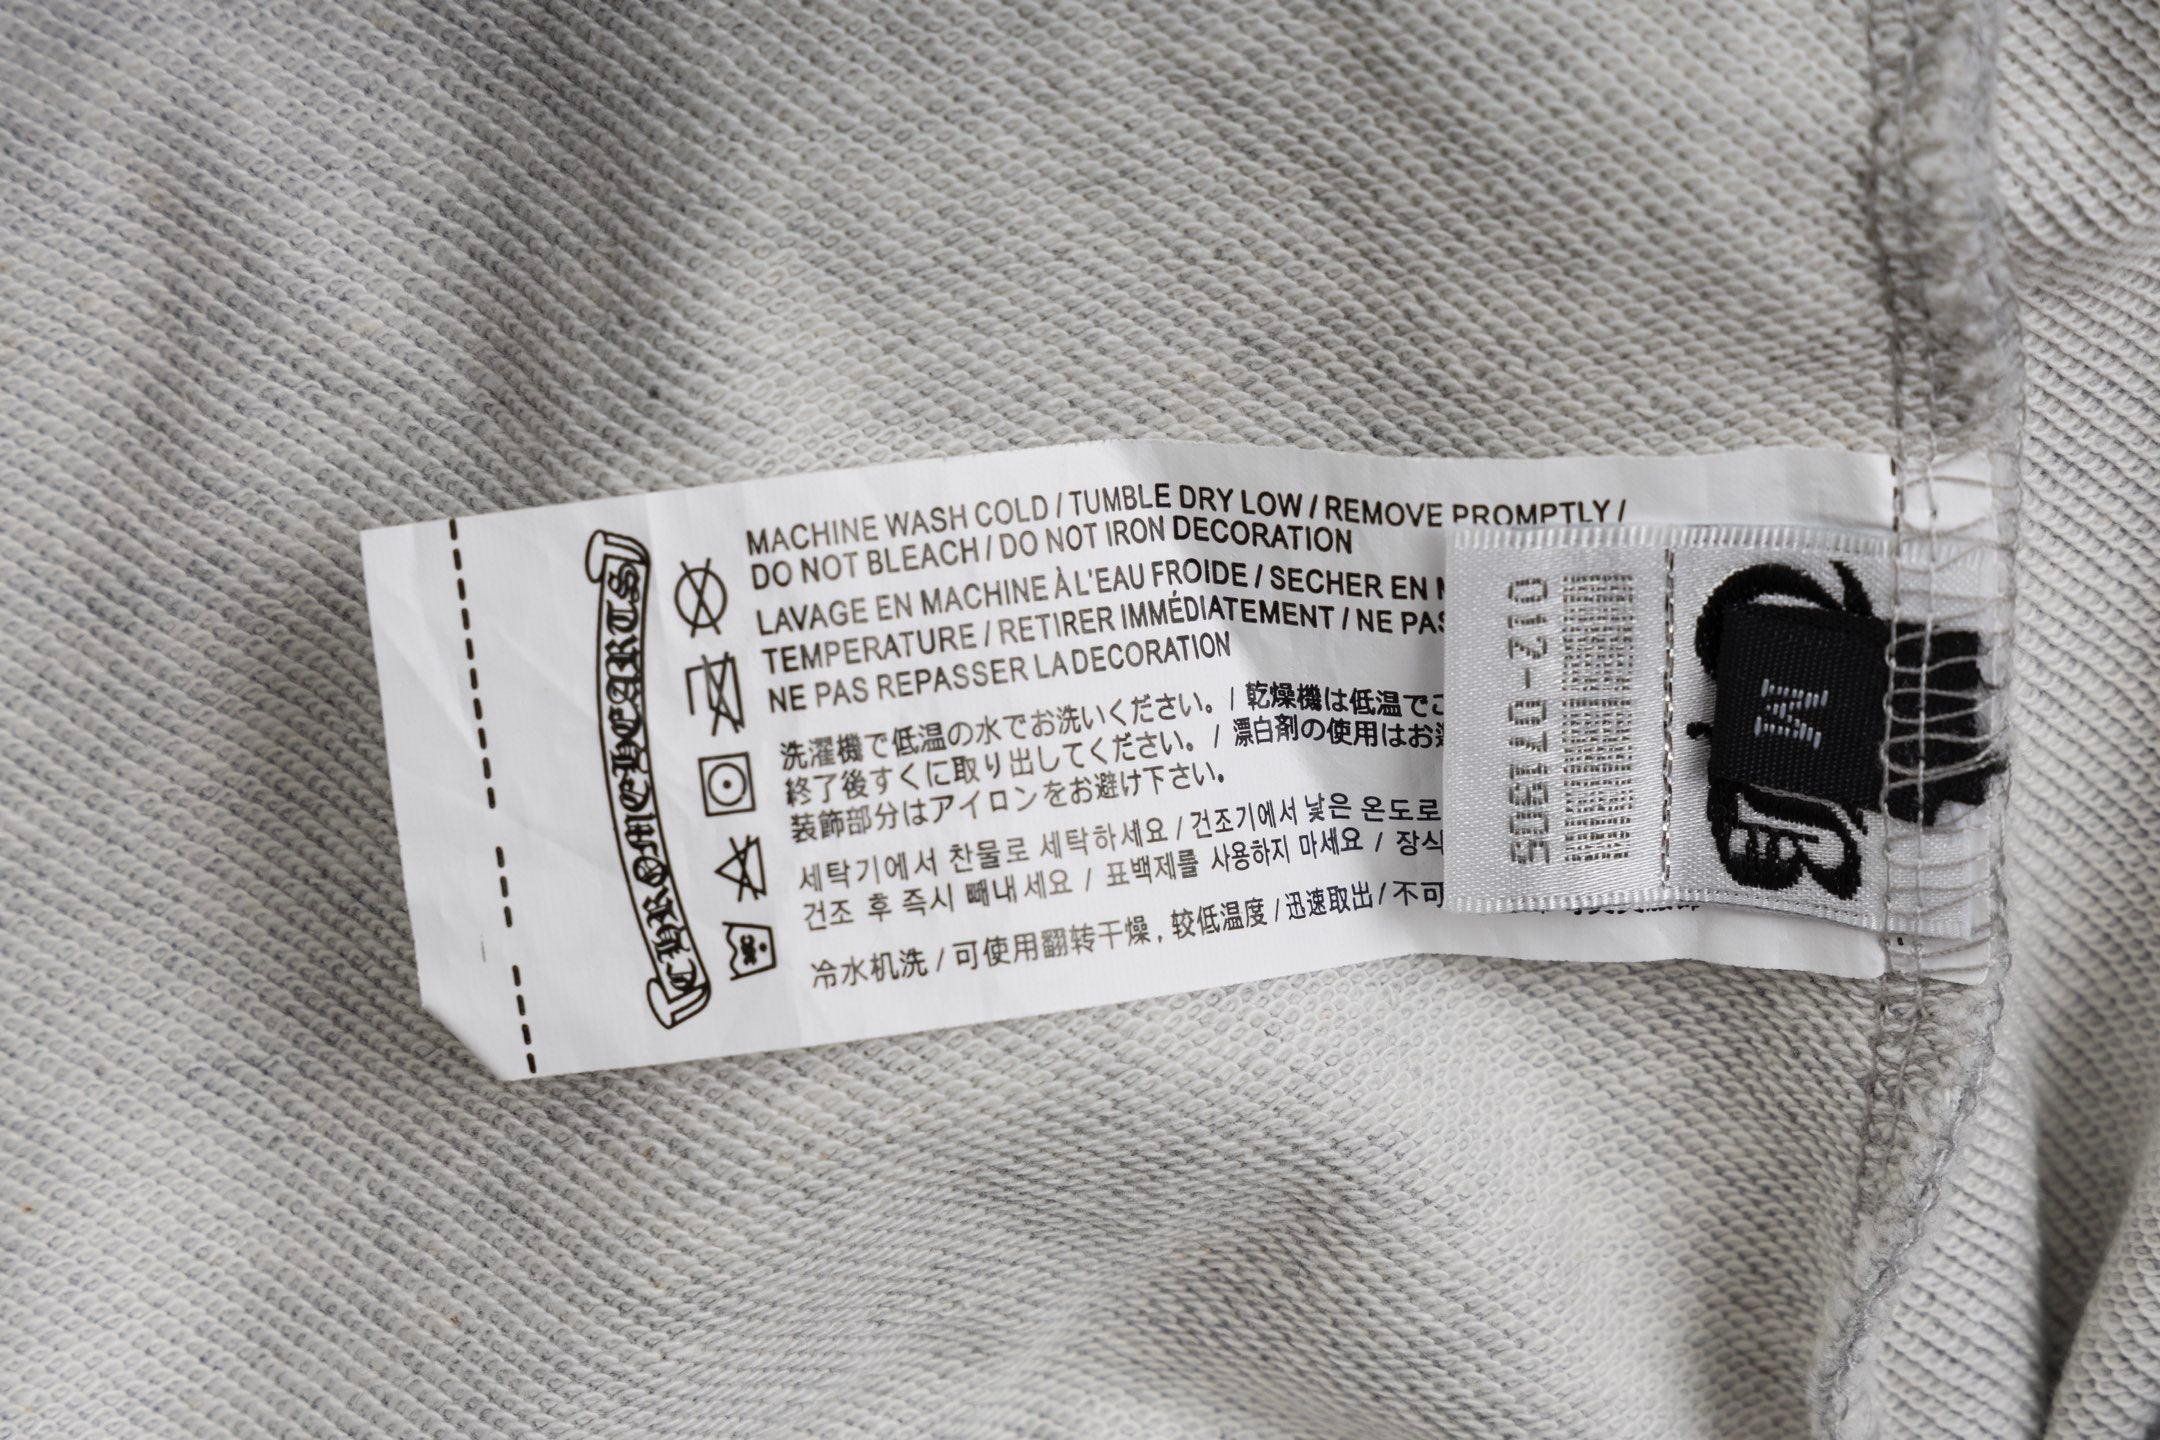 CHROME HEARTS
MACHINE WASH COLD / TUMBLE DRY LOW / REMOVE PROMPTLY /
DO NOT BLEACH / DO NOT IRON DECORATION
LAVAGE EN MACHINE À L'EAU FROIDE / SECHER EN
TEMPERATURE / RETIRER IMMÉDIATEMENT / NE PAS
NE PAS REPASSER LA DECORATION
洗濯機で低温の水でお洗いください。/ 乾燥機は低温で
終了後すぐに取り出してください。/ 漂白剤の使用はお
装飾部分はアイロンをお避け下さい。
세탁기에서 찬물로 세탁하세요 / 건조기에서 낮은 온도로
건조 후 즉시 빼내세요 / 표백제를 사용하지 마세요 / 장식
冷水机洗 / 可使用翻转干燥, 较低温度 / 迅速取出 / 不可
012-071905
M